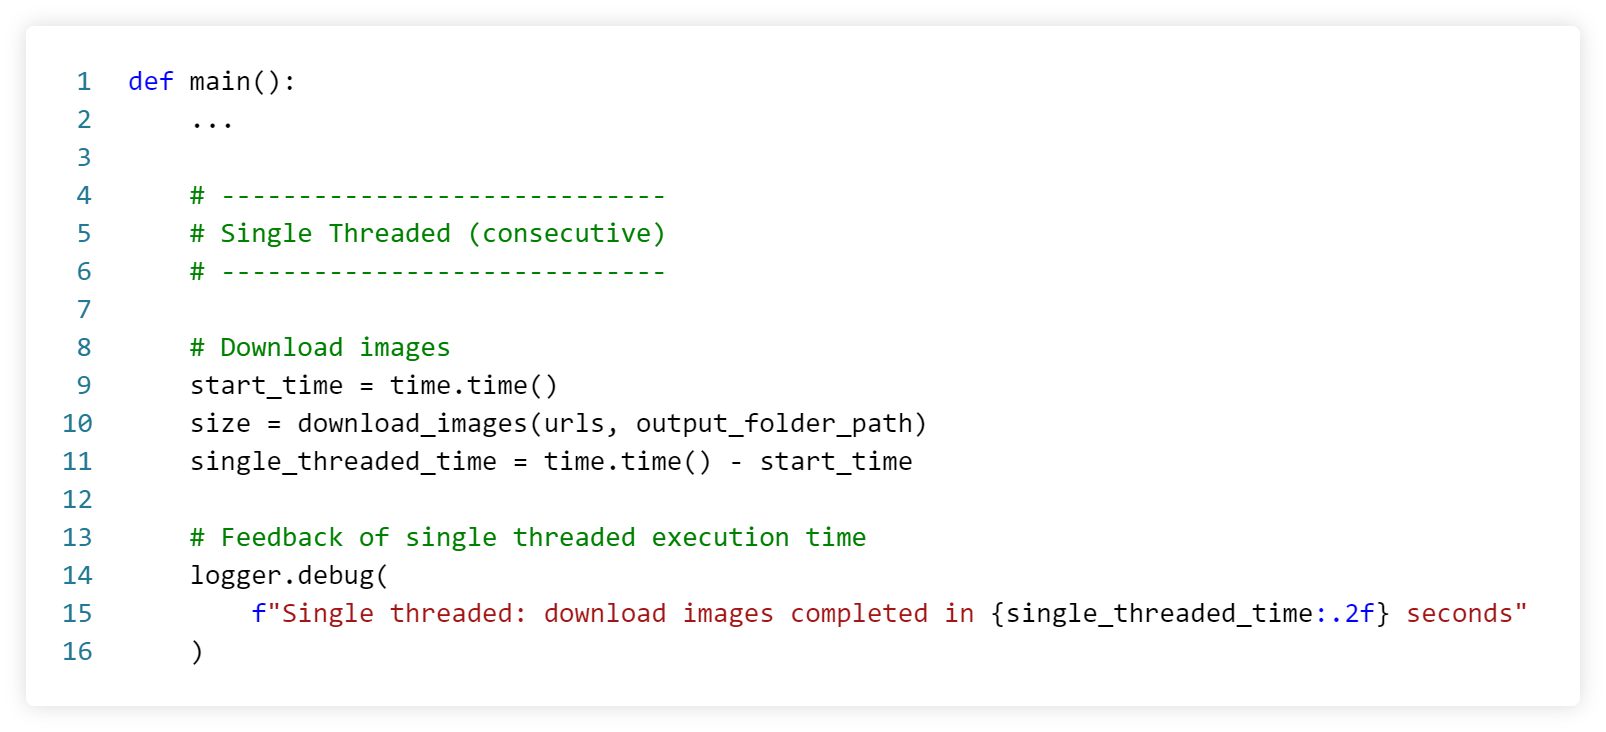 1 def main():
2     ...
3
4     # -----------------------------
5     # Single Threaded (consecutive)
6     # -----------------------------
7
8     # Download images
9     start_time = time.time()
10     size = download_images(urls, output_folder_path)
11     single_threaded_time = time.time() - start_time
12
13     # Feedback of single threaded execution time
14     logger.debug(
15         f"Single threaded: download images completed in {single_threaded_time:.2f} seconds"
16     )